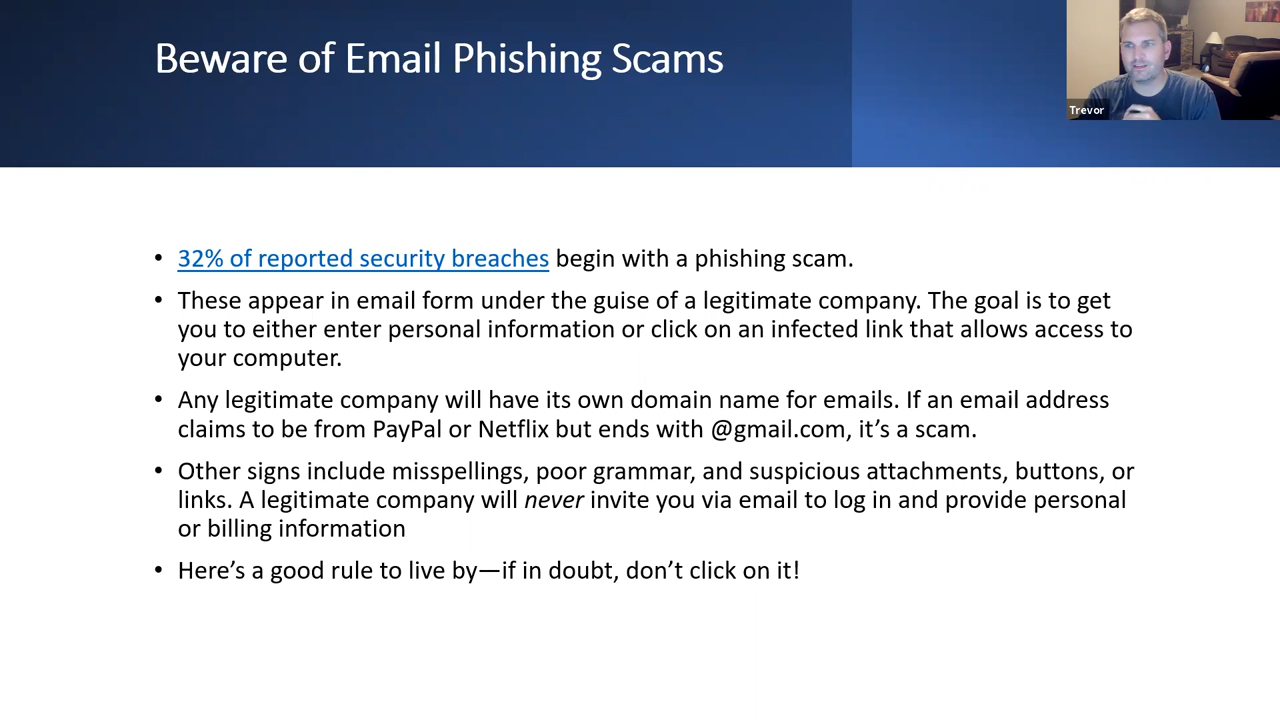 Beware of Email Phishing Scams
Trevor
• 32% of reported security breaches begin with a phishing scam.
• These appear in email form under the guise of a legitimate company. The goal is to get
you to either enter personal information or click on an infected link that allows access to
your computer.
• Any legitimate company will have its own domain name for emails. If an email address
claims to be from PayPal or Netflix but ends with @gmail.com, it’s a scam.
• Other signs include misspellings, poor grammar, and suspicious attachments, buttons, or
links. A legitimate company will never invite you via email to log in and provide personal
or billing information
• Here’s a good rule to live by—if in doubt, don’t click on it!